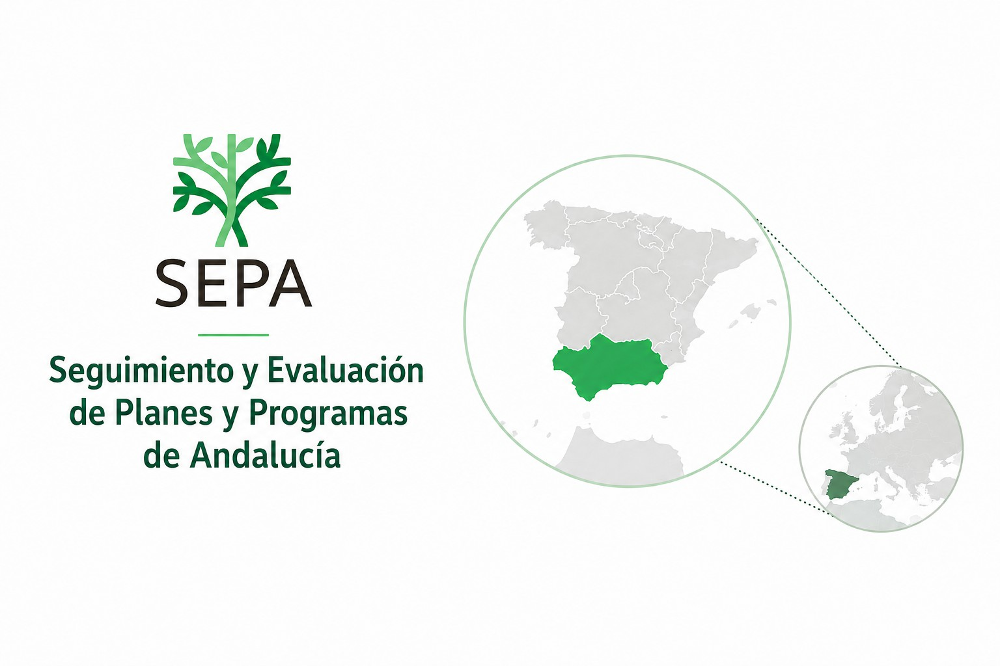 SEPA
Seguimiento y Evaluación
de Planes y Programas
de Andalucía